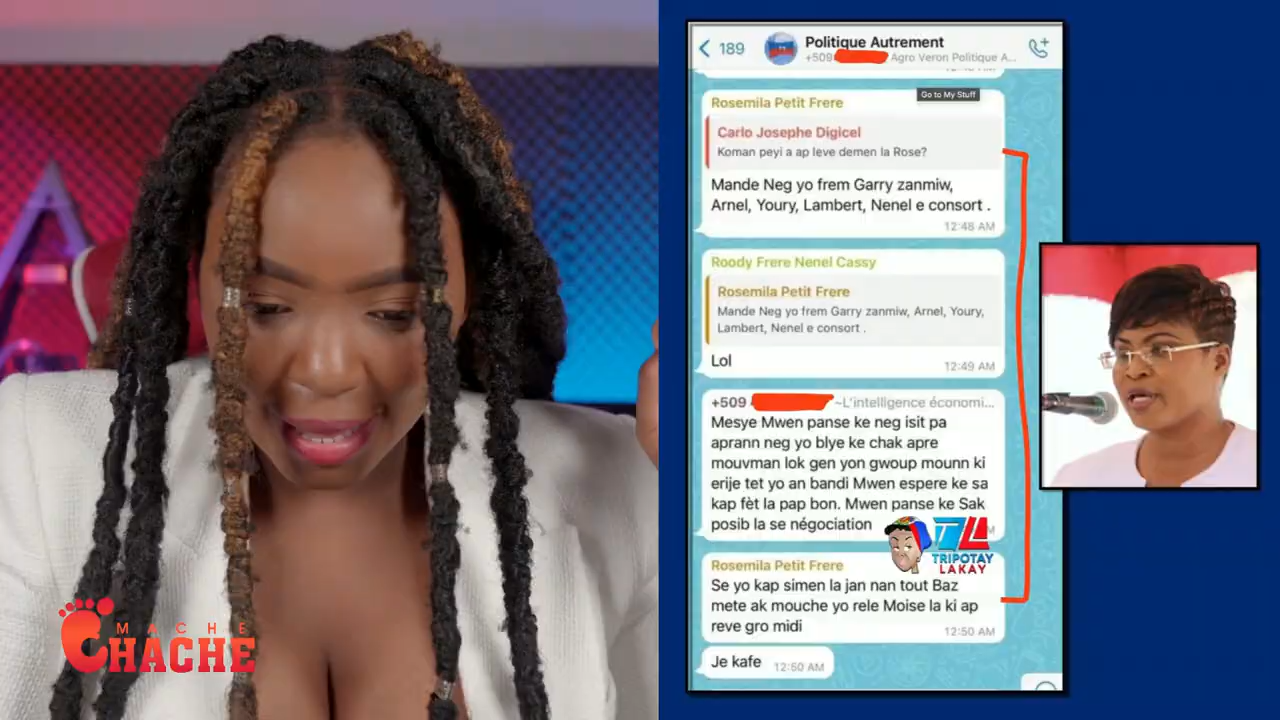 189
Politique Autrement
+509
Agro Veron Politique A...
Go to My Stuff
Rosemila Petit Frere
Carlo Josephe Digicel
Koman peyi a ap leve demen la Rose?
Mande Neg yo frem Garry zanmiw,
Arnel, Youry, Lambert, Nenel e consort .
12:48 AM
Roody Frere Nenel Cassy
Rosemila Petit Frere
Mande Neg yo frem Garry zanmiw, Arnel, Youry,
Lambert, Nenel e consort .
Lol
12:49 AM
+509
~L'intelligence économi...
Mesye Mwen panse ke neg isit pa
aprann neg yo blye ke chak apre
mouvman lok gen yon gwoup mounn ki
erije tet yo an bandi Mwen espere ke sa
kap fèt la pap bon. Mwen panse ke Sak
posib la se négociation
TL
TRIPOTAY
LAKAY
Rosemila Petit Frere
Se yo kap simen la jan nan tout Baz
mete ak mouche yo rele Moise la ki ap
reve gro midi
12:50 AM
Je kafe
12:50 AM
MACHE
CHACHE